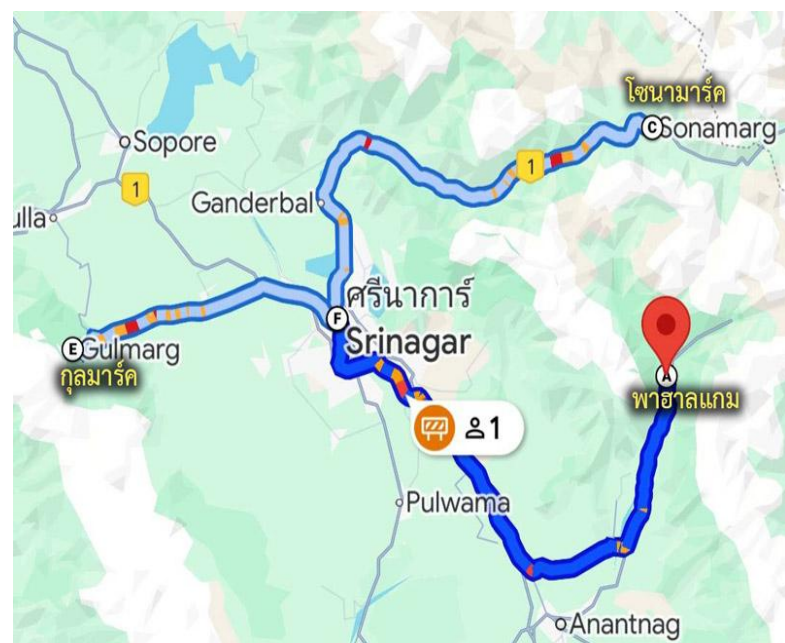 โซนามาร์ค
C
Sonamarg
Sopore
1
1
ulla
Ganderbal
ศรีนาการ์
F
Srinagar
E
Gulmarg
กุลมาร์ค
A
พาฮาลแกม
1
Pulwama
Anantnag